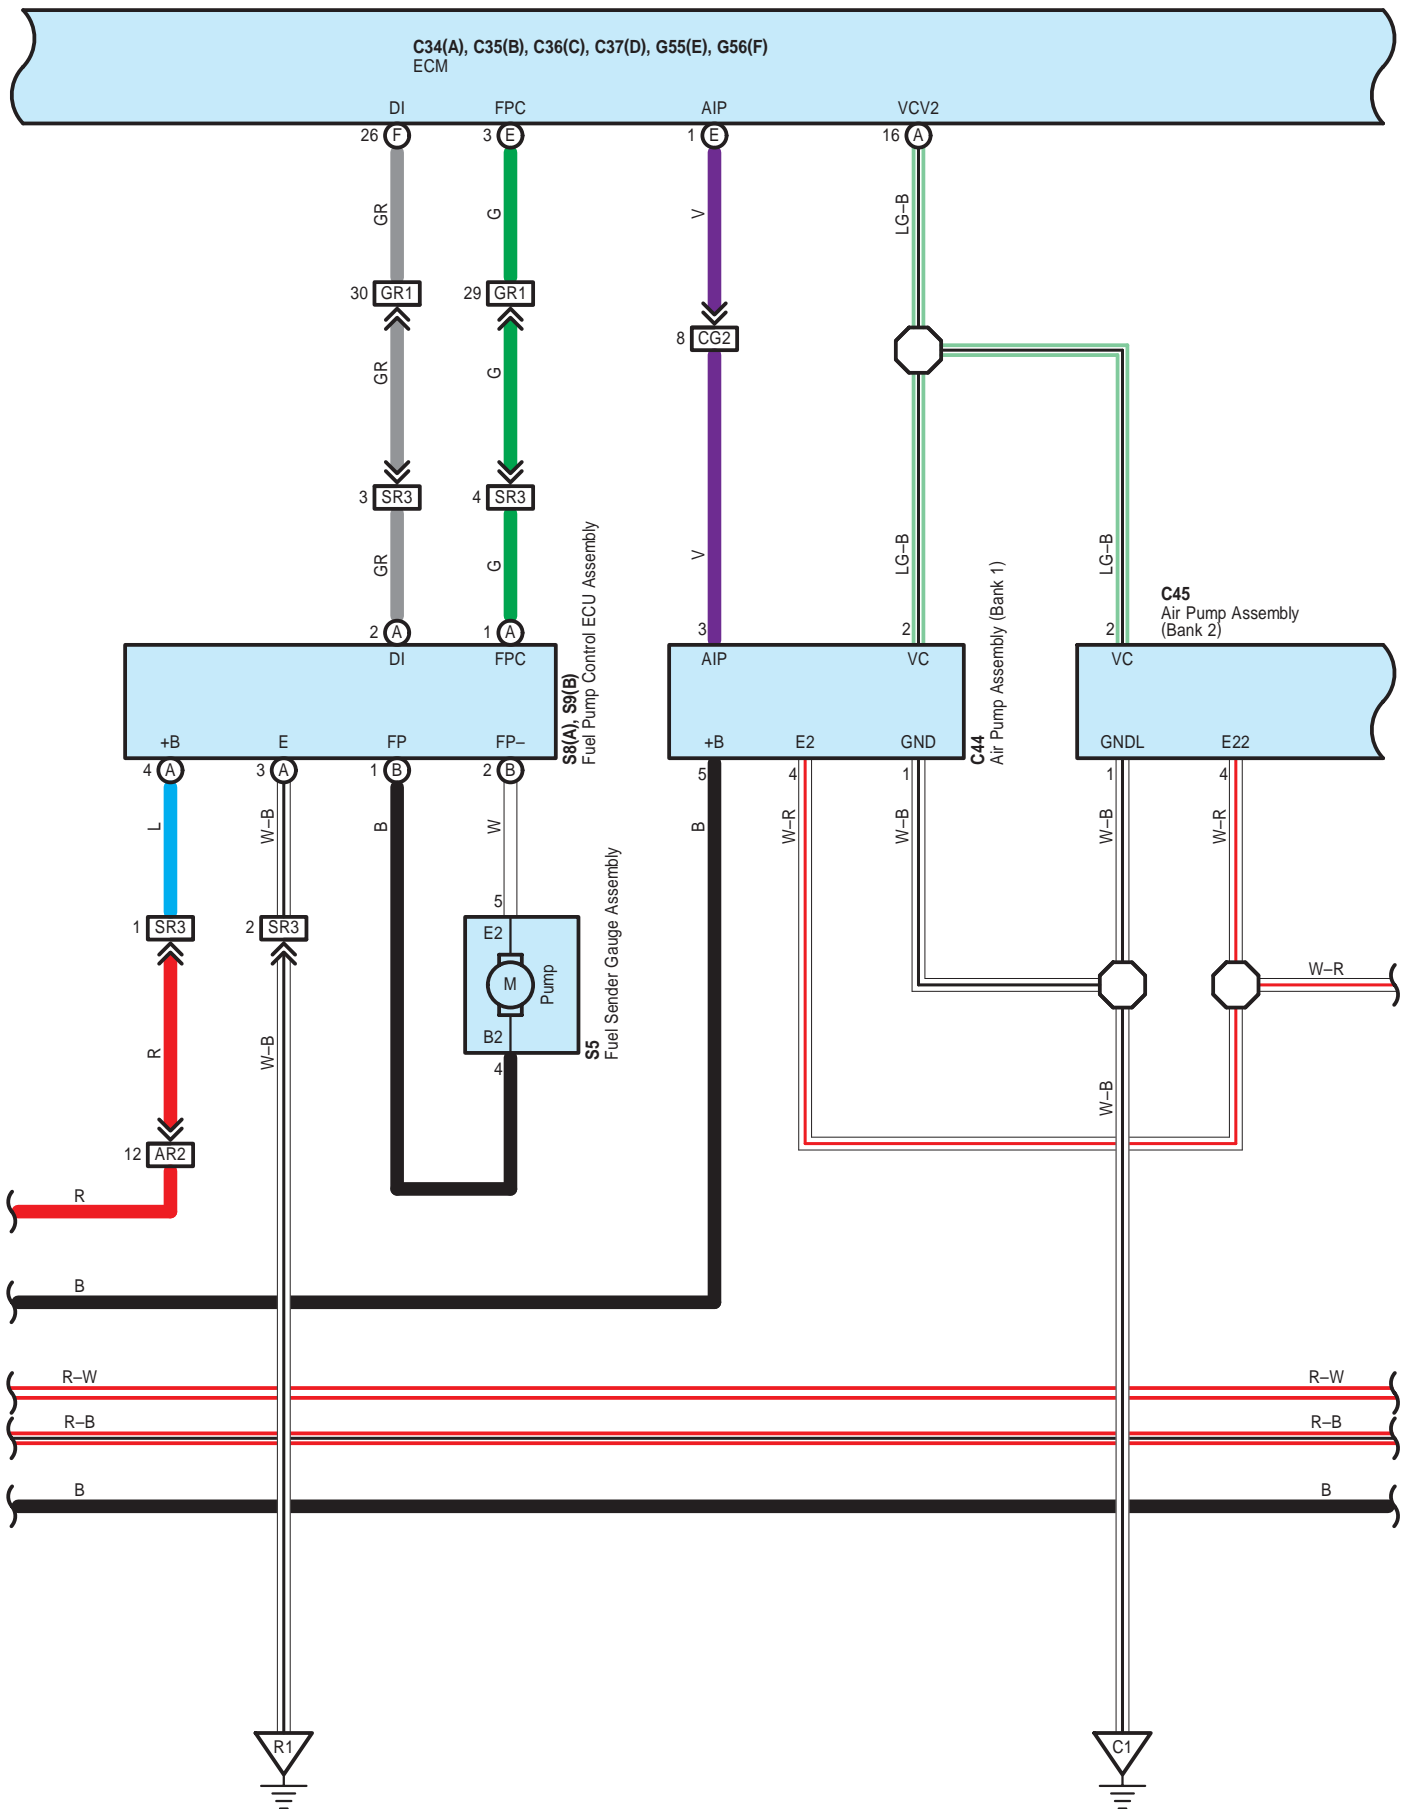 C34(A), C35(B), C36(C), C37(D), G55(E), G56(F)
ECM
DI FPC AIP VCV2
26 F 3 E 1 E 16 A
GR G V LG–B
30 GR1 29 GR1
8 CG2
GR G
3 SR3 4 SR3
GR G V LG–B LG–B
2 A 1 A 3 2 2
C45
Air Pump Assembly
(Bank 2)
DI FPC AIP VC VC
S8(A), S9(B)
Fuel Pump Control ECU Assembly
C44
Air Pump Assembly (Bank 1)
+B E FP FP– +B E2 GND GNDL E22
4 A 3 A 1 B 2 B 5 4 1 1 4
L W–B B W B W–R W–B W–B W–R
5
1 SR3 2 SR3
E2
M
Pump
B2
4
S5
Fuel Sender Gauge Assembly
W–R
R W–B W–B
12 AR2
R
B
R–W R–W
R–B R–B
B B
R1 C1